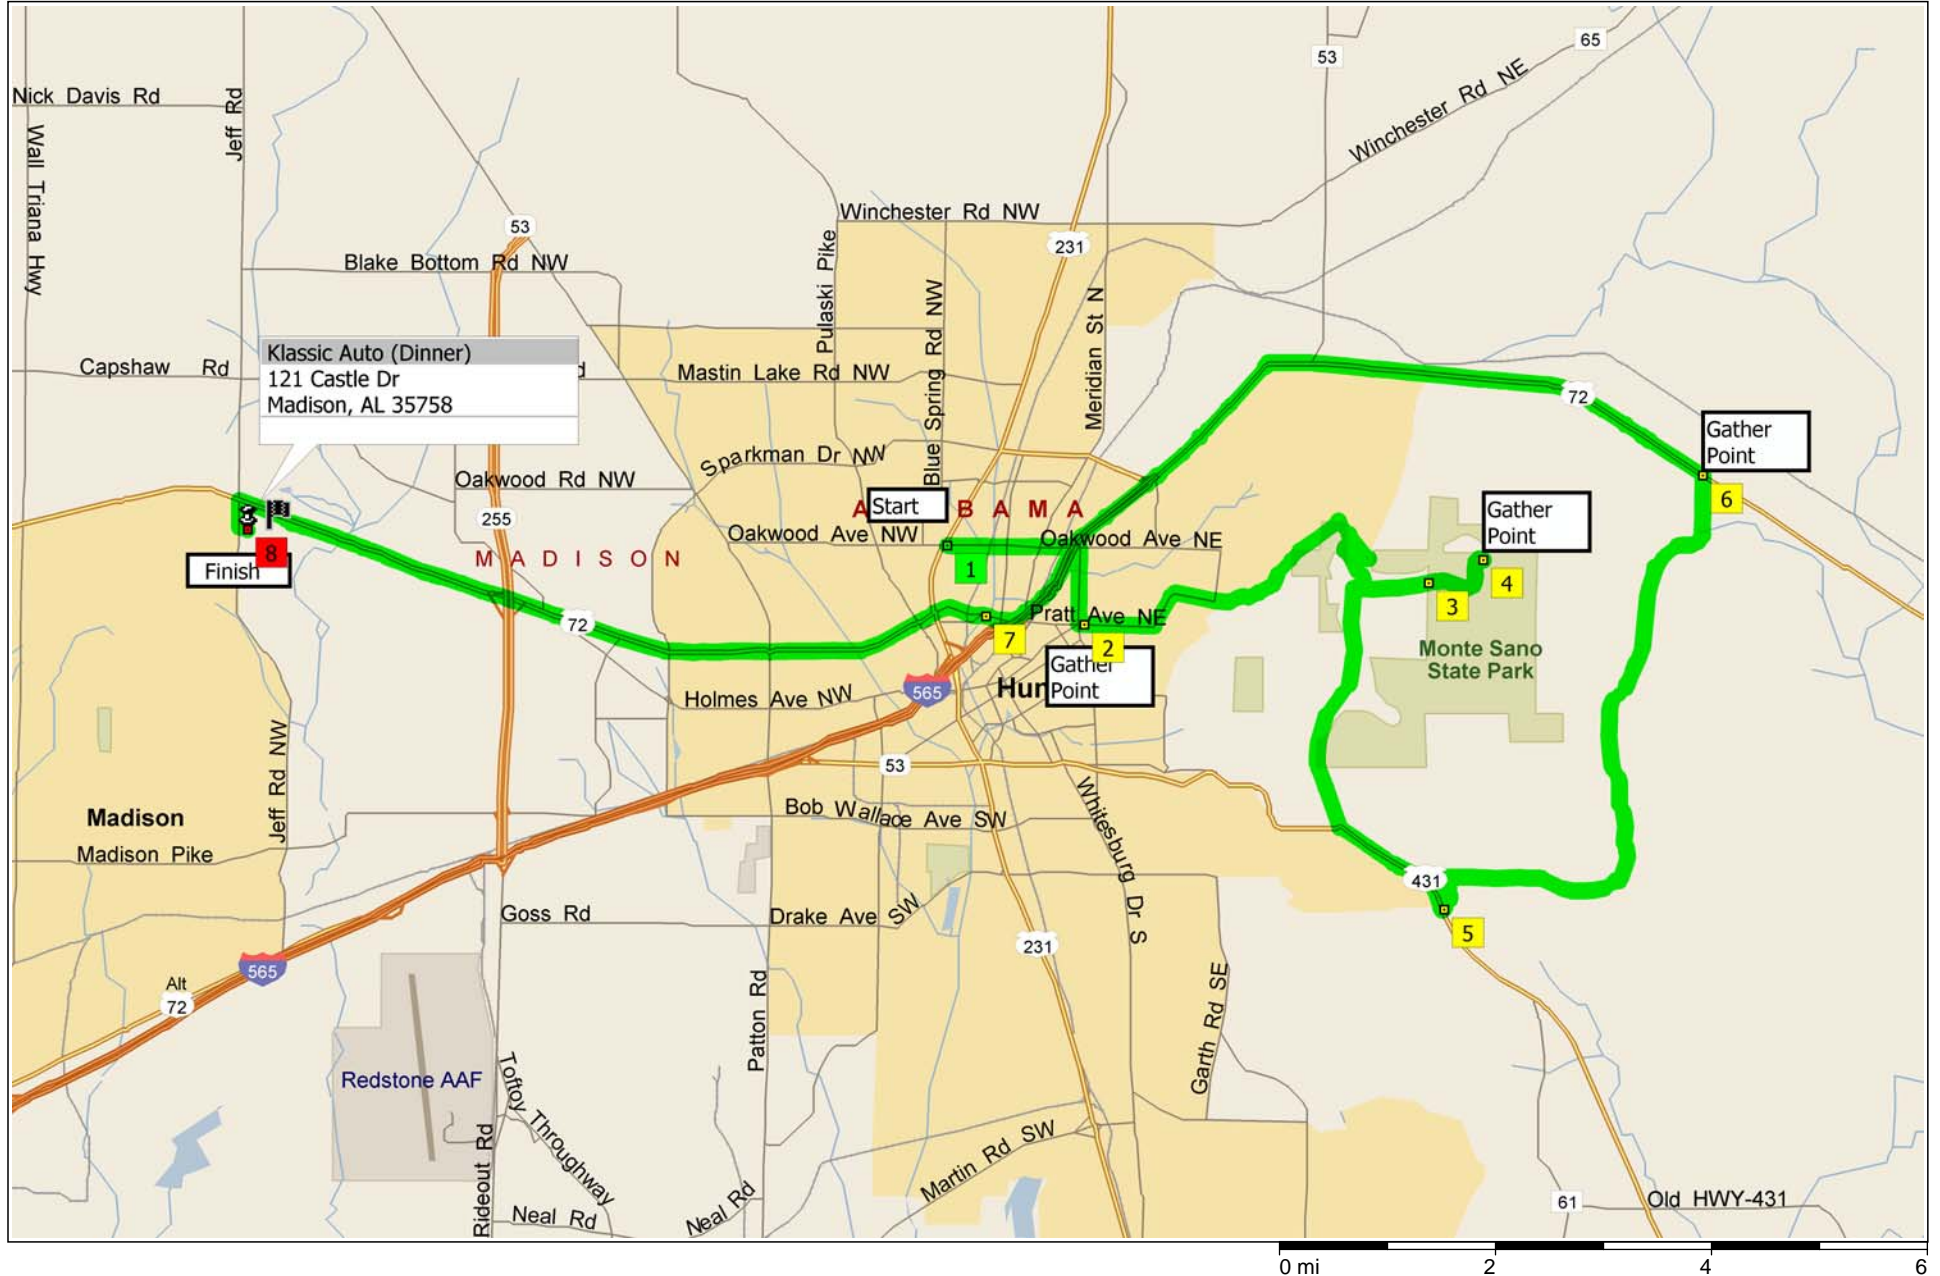 65
53
Winchester Rd NE
Nick Davis Rd
Jeff Rd
Wall Triana Hwy
53
Winchester Rd NW
231
Pulaski Pike
Blake Bottom Rd NW
Blue Spring Rd NW
Meridian St N
Klassic Auto (Dinner)
121 Castle Dr
Madison, AL 35758
Capshaw Rd
d
Mastin Lake Rd NW
72
Gather
Point
6
Sparkman Dr NW
Oakwood Rd NW
Start
A
B A M A
Gather
Point
255
Oakwood Ave NW
Oakwood Ave NE
MADISON
8
Finish
1
4
3
72
Pratt Ave NE
7
2
Gather
Point
Monte Sano
State Park
565
Hun
Holmes Ave NW
53
Jeff Rd NW
Whitesburg Dr S
Bob Wallace Ave SW
Madison
Madison Pike
431
Goss Rd
Drake Ave SW
5
231
565
Alt
72
Patton Rd
Garth Rd SE
Redstone AAF
Toftoy Throughway
Rideout Rd
Martin Rd SW
Neal Rd
Neal Rd
61
Old HWY-431
0 mi 2 4 6